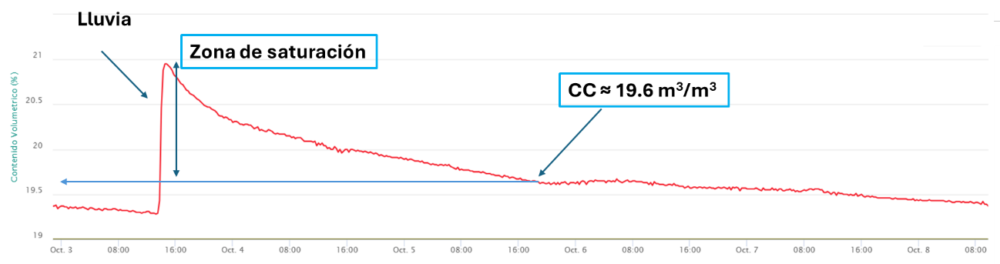 Lluvia
Zona de saturación
CC ≈ 19.6 m³/m³
Contenido Volumetrico (%)
21
20.5
20
19.5
19
Oct. 3 08:00 16:00 Oct. 4 08:00 16:00 Oct. 5 08:00 16:00 Oct. 6 08:00 16:00 Oct. 7 08:00 16:00 Oct. 8 08:00